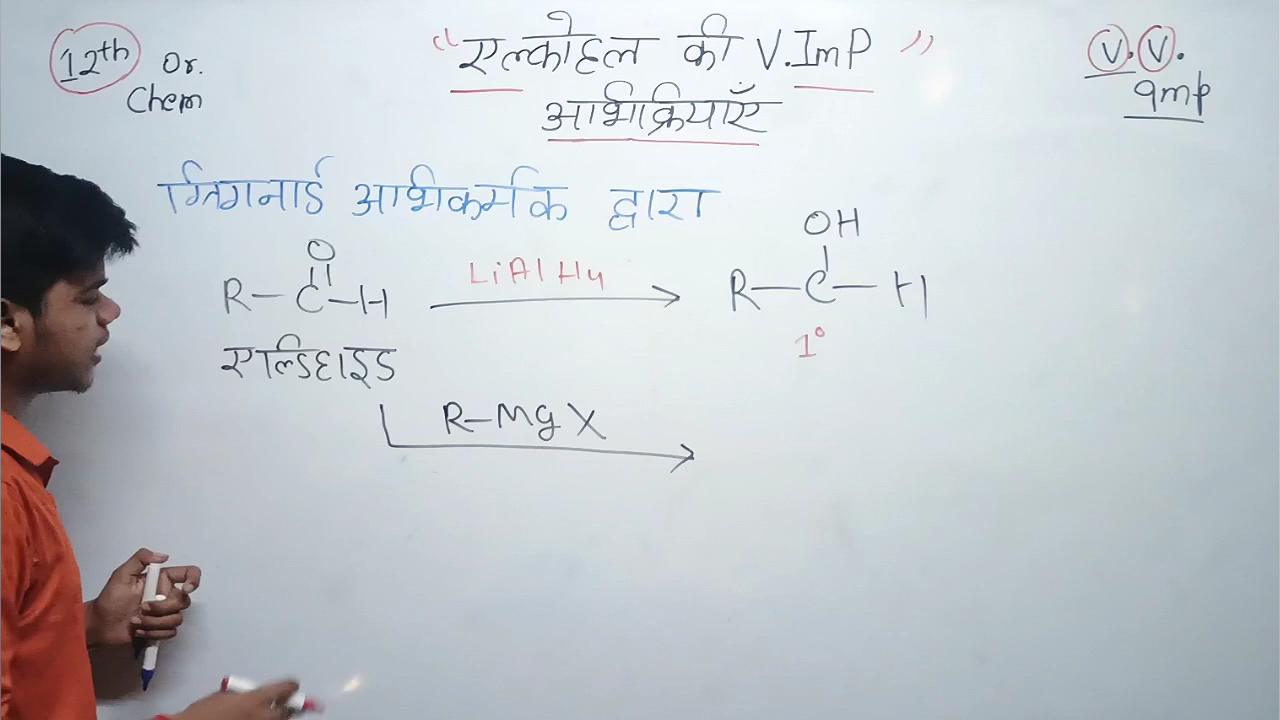 12th Or. Chem
"एल्कोहल की V.Imp अभिक्रियाएँ"
V.V. Imp
ग्रिगनार्ड अभिकर्मक द्वारा
O OH
R-C-H LiAlH4 R-C-H
एल्डिहाइड 1°
R-MgX